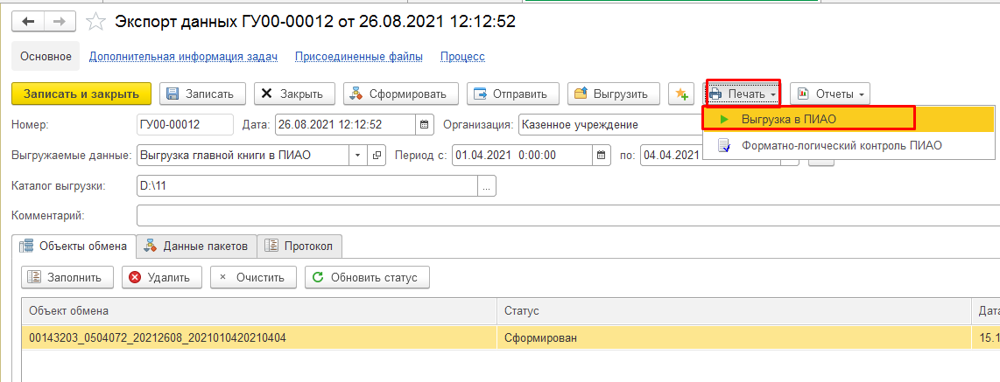 Экспорт данных ГУ00-00012 от 26.08.2021 12:12:52
Основное Дополнительная информация задач Присоединенные файлы Процесс
Записать и закрыть Записать Закрыть Сформировать Отправить Выгрузить Печать Отчеты
Выгрузка в ПИАО
Форматно-логический контроль ПИАО
Номер: ГУ00-00012 Дата: 26.08.2021 12:12:52 Организация: Казенное учреждение
Выгружаемые данные: Выгрузка главной книги в ПИАО Период с: 01.04.2021 0:00:00 по: 04.04.2021
Каталог выгрузки: D:\11 ...
Комментарий:
Объекты обмена Данные пакетов Протокол
Заполнить Удалить Очистить Обновить статус
Объект обмена Статус Дата
00143203_0504072_20212608_2021010420210404 Сформирован 15.1